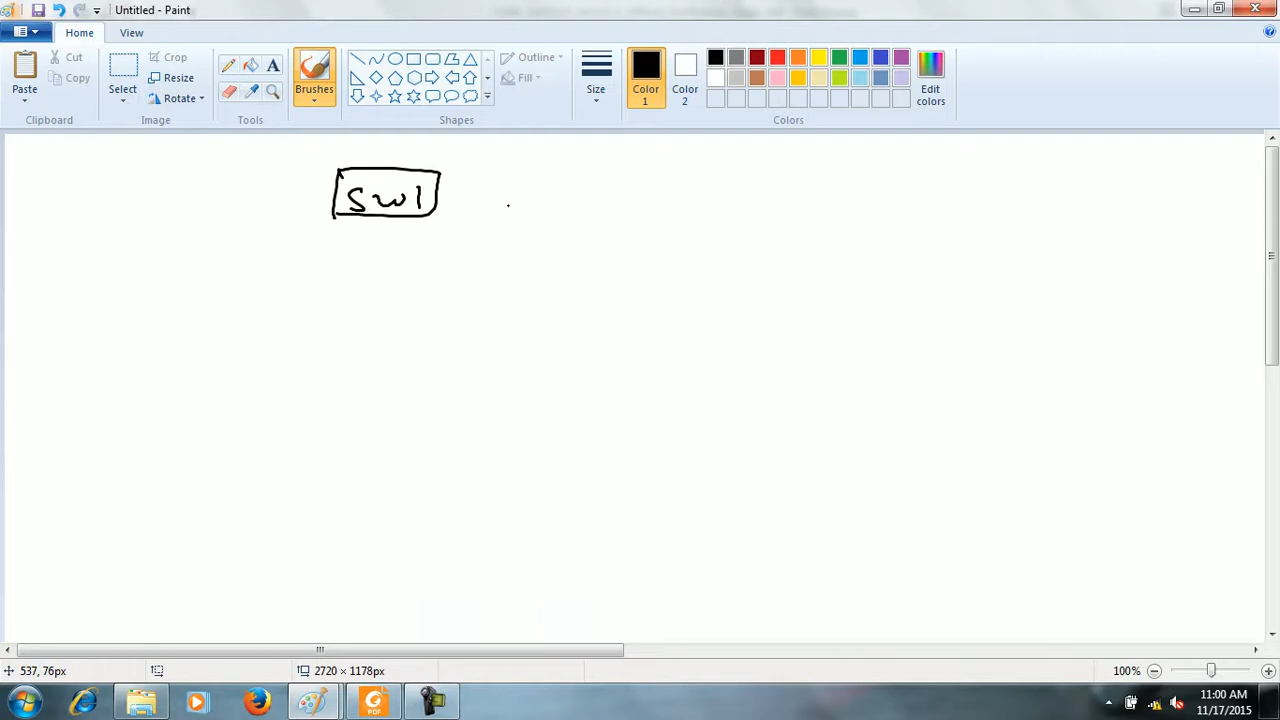 Untitled - Paint
Home View
Paste
Cut
Copy
Clipboard
Select
Crop
Resize
Rotate
Image
A
Tools
Brushes
Outline
Fill
Shapes
Size
Color 1
Color 2
Edit colors
Colors
SW1
537, 76px
2720 × 1178px
100%
PDF
11:00 AM
11/17/2015